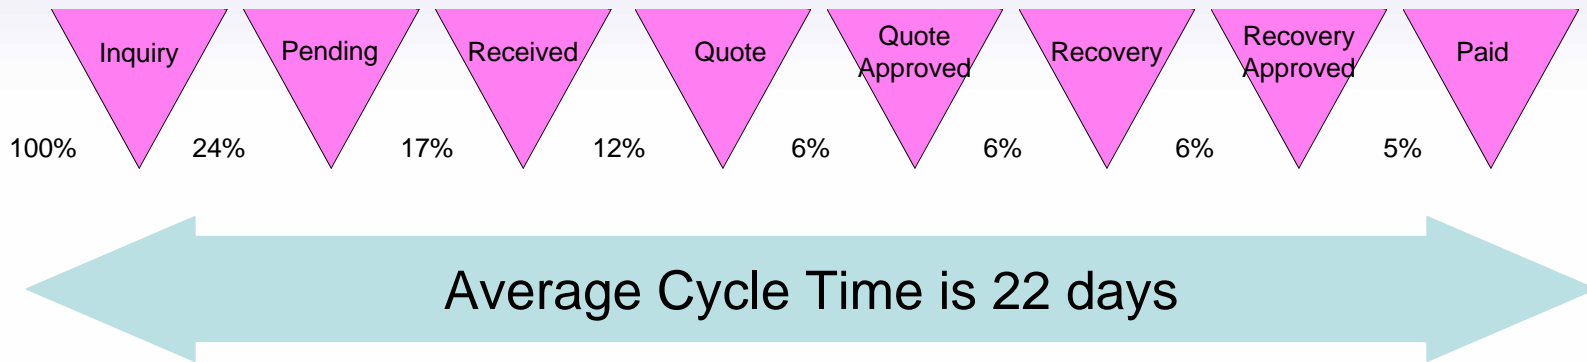 Inquiry
Pending
Received
Quote
Quote
Approved
Recovery
Recovery
Approved
Paid
100%
24%
17%
12%
6%
6%
6%
5%
Average Cycle Time is 22 days